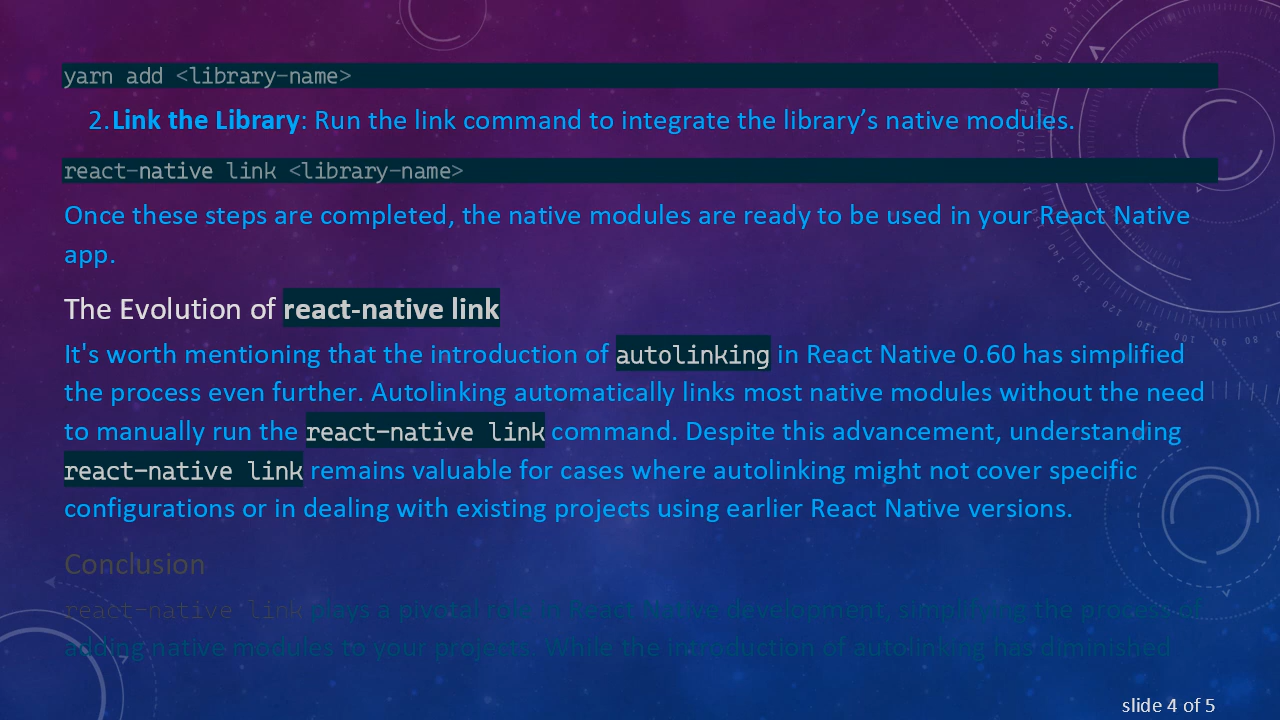 yarn add <library-name>
2. Link the Library: Run the link command to integrate the library’s native modules.
react-native link <library-name>
Once these steps are completed, the native modules are ready to be used in your React Native
app.
The Evolution of react-native link
It's worth mentioning that the introduction of autolinking in React Native 0.60 has simplified
the process even further. Autolinking automatically links most native modules without the need
to manually run the react-native link command. Despite this advancement, understanding
react-native link remains valuable for cases where autolinking might not cover specific
configurations or in dealing with existing projects using earlier React Native versions.
Conclusion
react-native link plays a pivotal role in React Native development, simplifying the process of
adding native modules to your projects. While the introduction of autolinking has diminished
slide 4 of 5